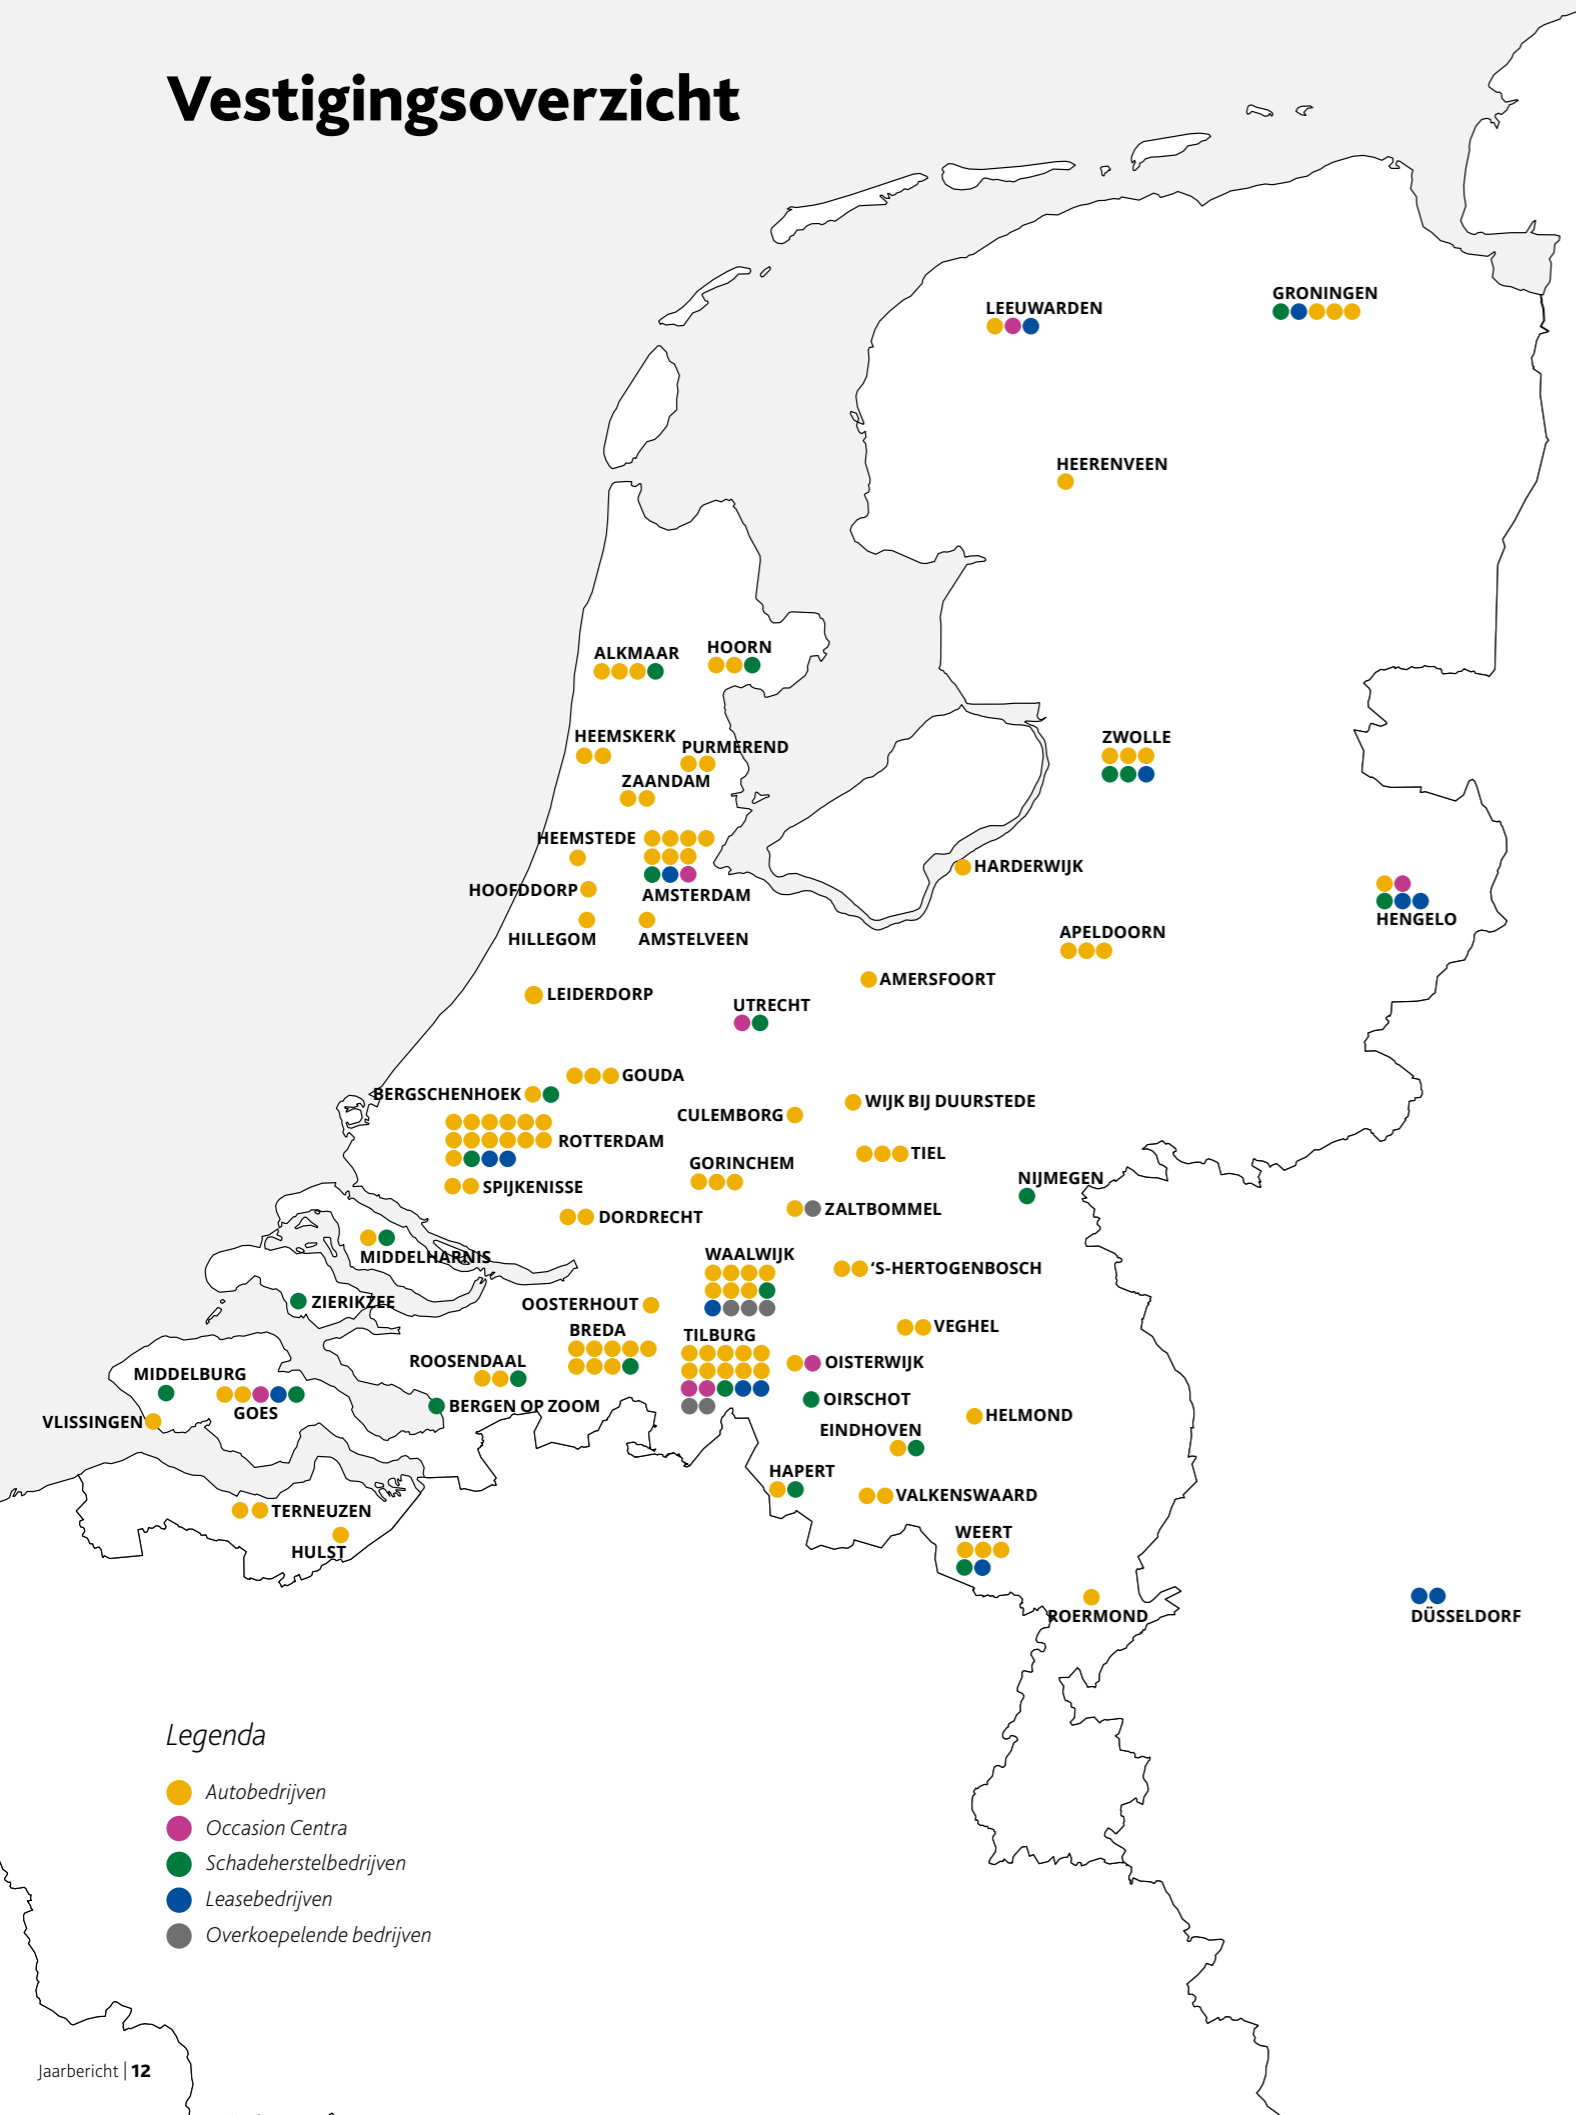 Vestigingsoverzicht
LEEUWARDEN
GRONINGEN
HEERENVEEN
ALKMAAR
HOORN
HEEMSKERK
PURMEREND
ZAANDAM
ZWOLLE
HEEMSTEDE
HARDERWIJK
HOOFDDORP
AMSTERDAM
HENGELO
HILLEGOM
AMSTELVEEN
APELDOORN
AMERSFOORT
LEIDERDORP
UTRECHT
GOUDA
BERGSCHENHOEK
WIJK BIJ DUURSTEDE
CULEMBORG
ROTTERDAM
TIEL
GORINCHEM
NIJMEGEN
SPIJKENISSE
ZALTBOMMEL
DORDRECHT
MIDDELHARNIS
WAALWIJK
‘S-HERTOGENBOSCH
ZIERIKZEE
OOSTERHOUT
BREDA
TILBURG
VEGHEL
ROOSENDAAL
OISTERWIJK
MIDDELBURG
GOES
BERGEN OP ZOOM
OIRSCHOT
VLISSINGEN
HELMOND
EINDHOVEN
HAPERT
VALKENSWAARD
TERNEUZEN
HULST
WEERT
ROERMOND
DÜSSELDORF
Legenda
Autobedrijven
Occasion Centra
Schadeherstelbedrijven
Leasebedrijven
Overkoepelende bedrijven
Jaarbericht | 12